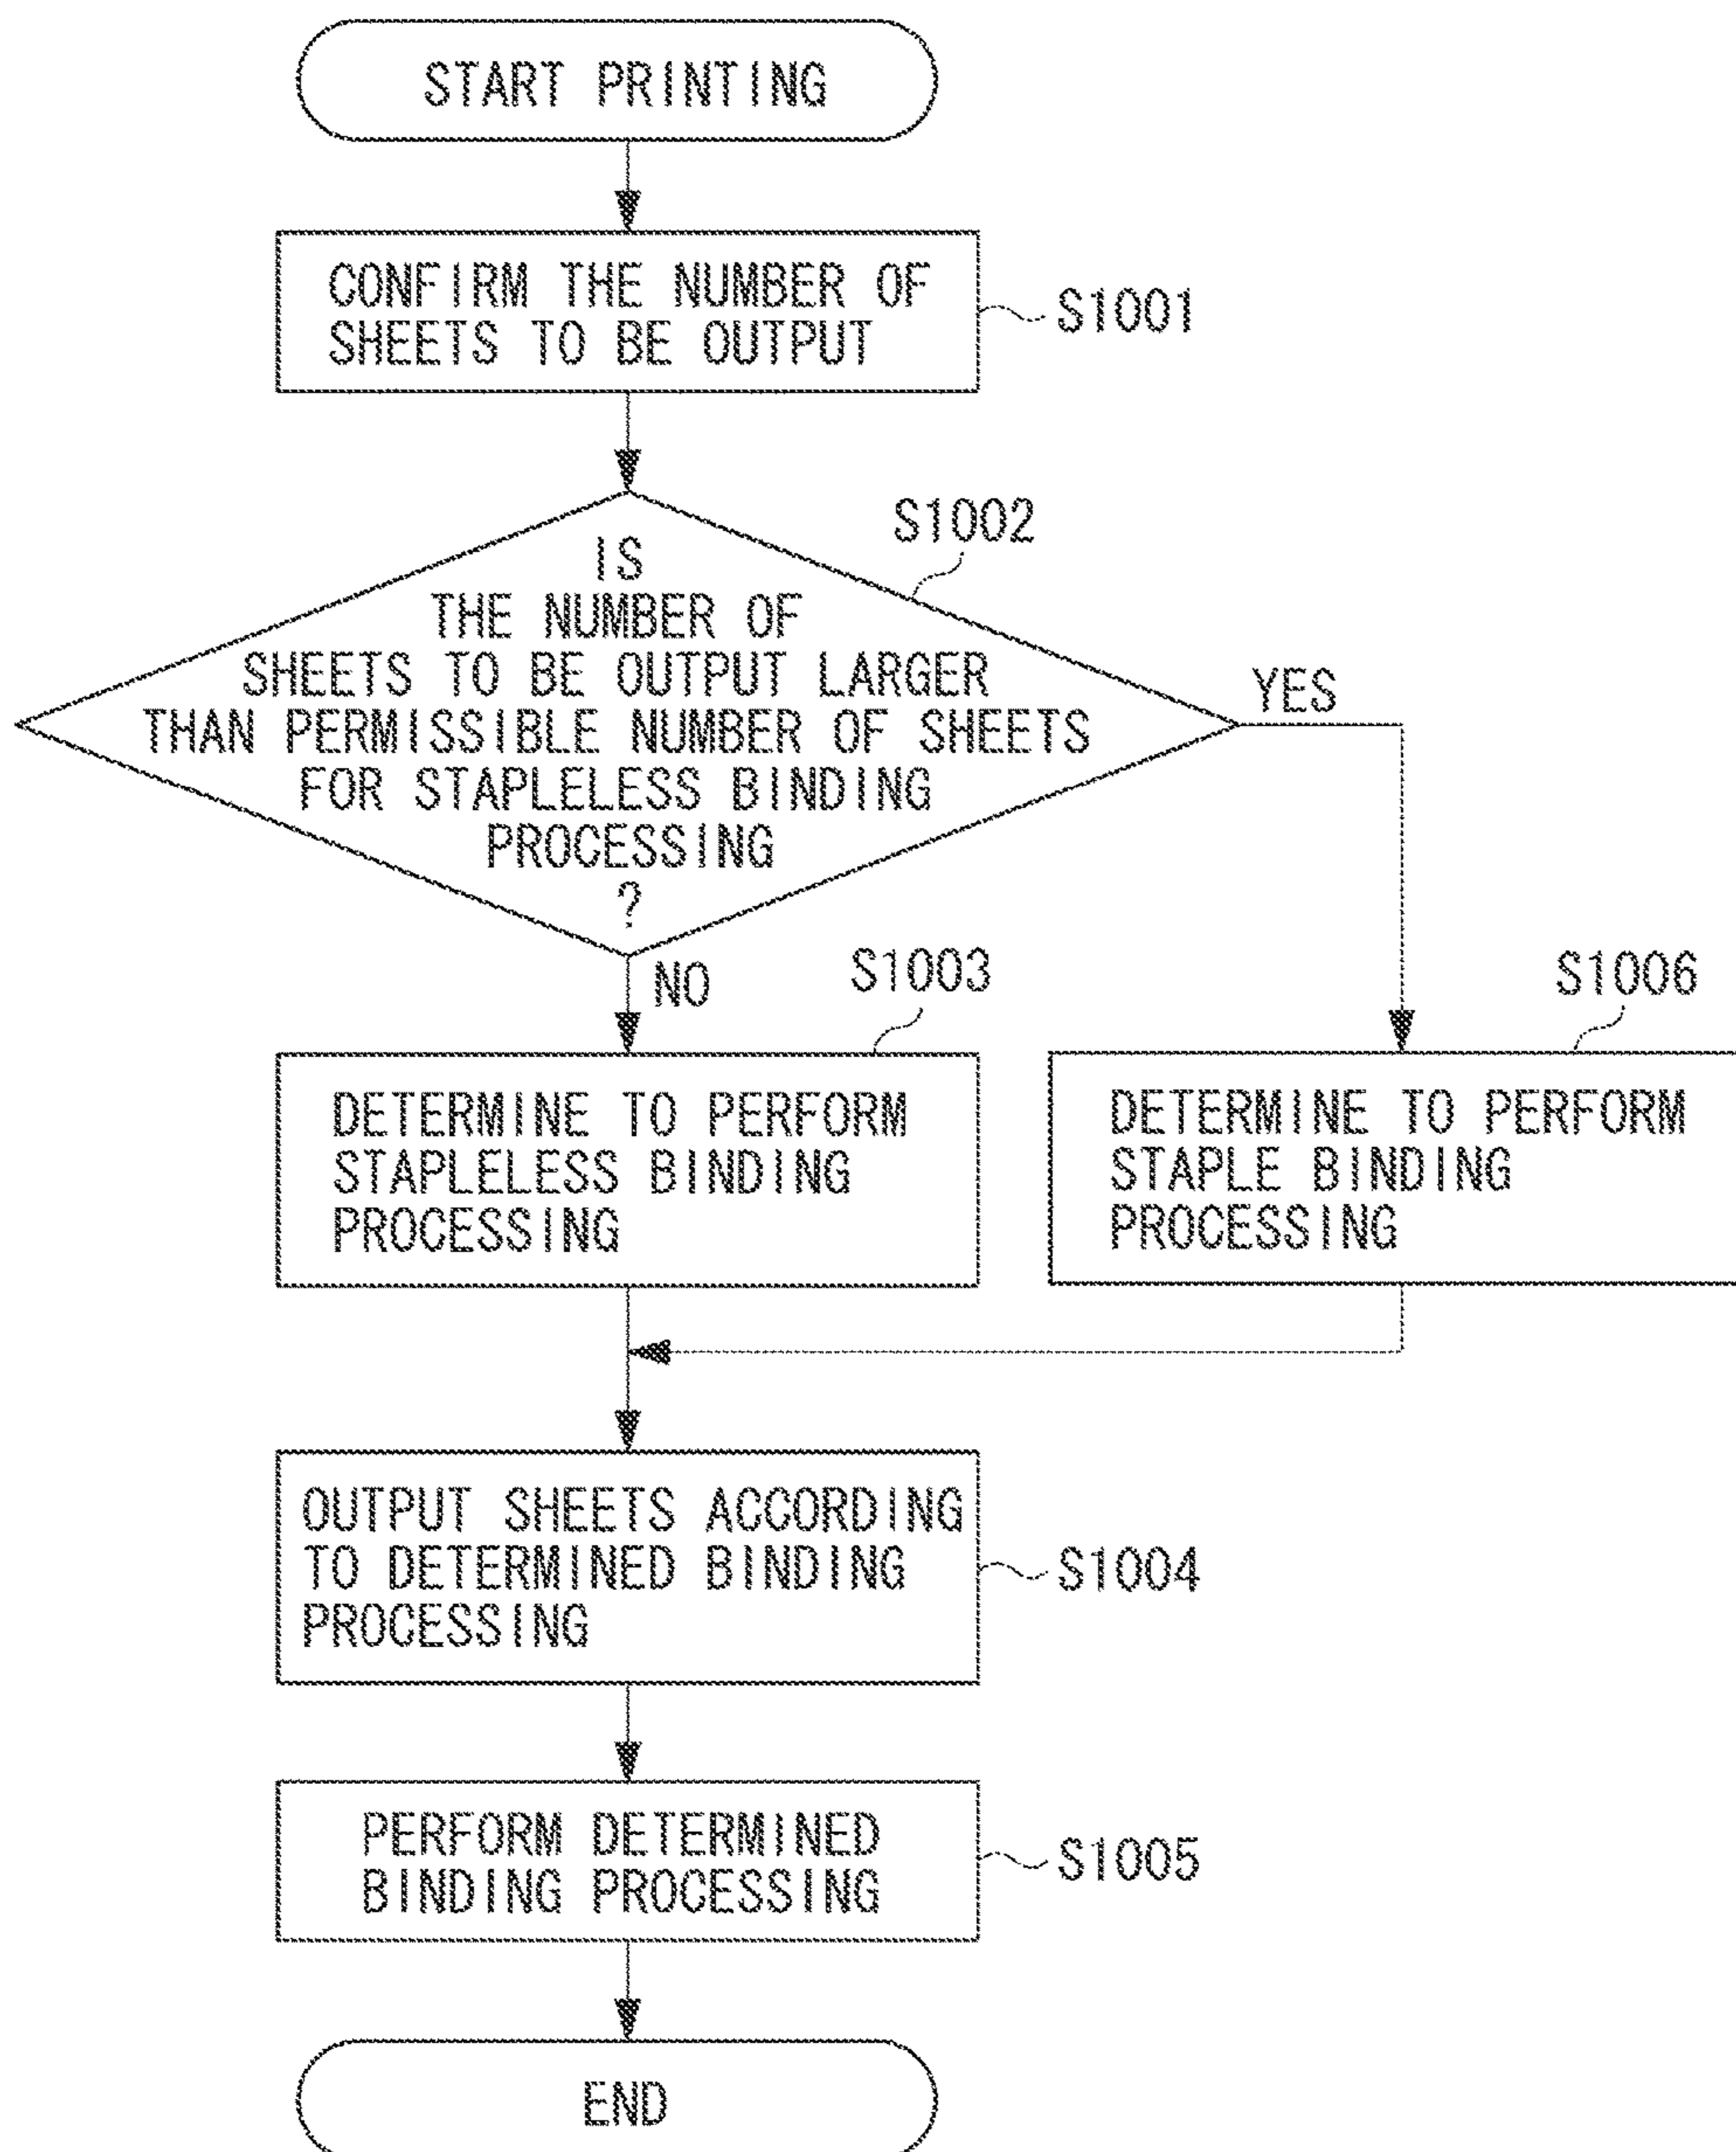 START PRINTING
CONFIRM THE NUMBER OF
SHEETS TO BE OUTPUT
S1001
S1002
IS
THE NUMBER OF
SHEETS TO BE OUTPUT LARGER
THAN PERMISSIBLE NUMBER OF SHEETS
FOR STAPLELESS BINDING
PROCESSING
?
YES
NO
S1003
DETERMINE TO PERFORM
STAPLELESS BINDING
PROCESSING
S1006
DETERMINE TO PERFORM
STAPLE BINDING
PROCESSING
OUTPUT SHEETS ACCORDING
TO DETERMINED BINDING
PROCESSING
S1004
PERFORM DETERMINED
BINDING PROCESSING
S1005
END